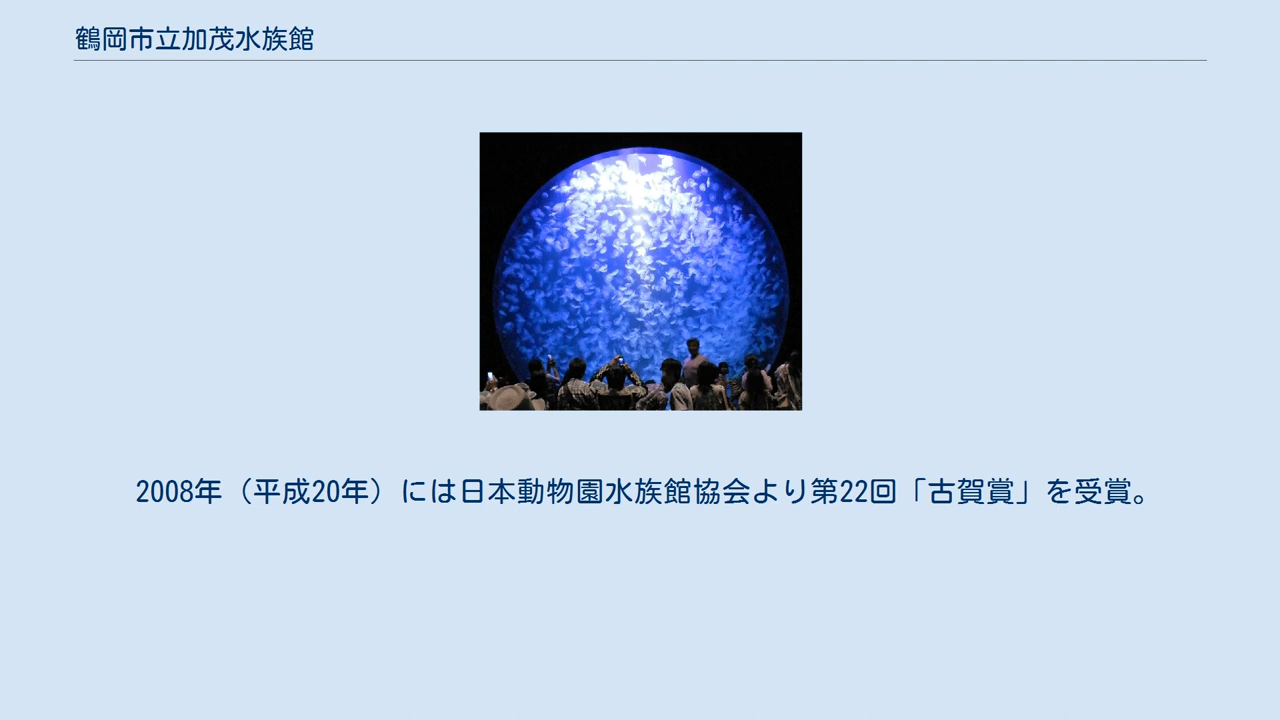 鶴岡市立加茂水族館
2008年（平成20年）には日本動物園水族館協会より第22回「古賀賞」を受賞。